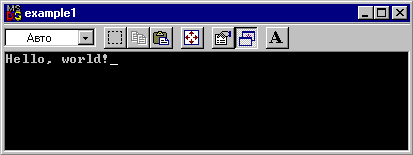 example1
Авто
A
Hello, world!_